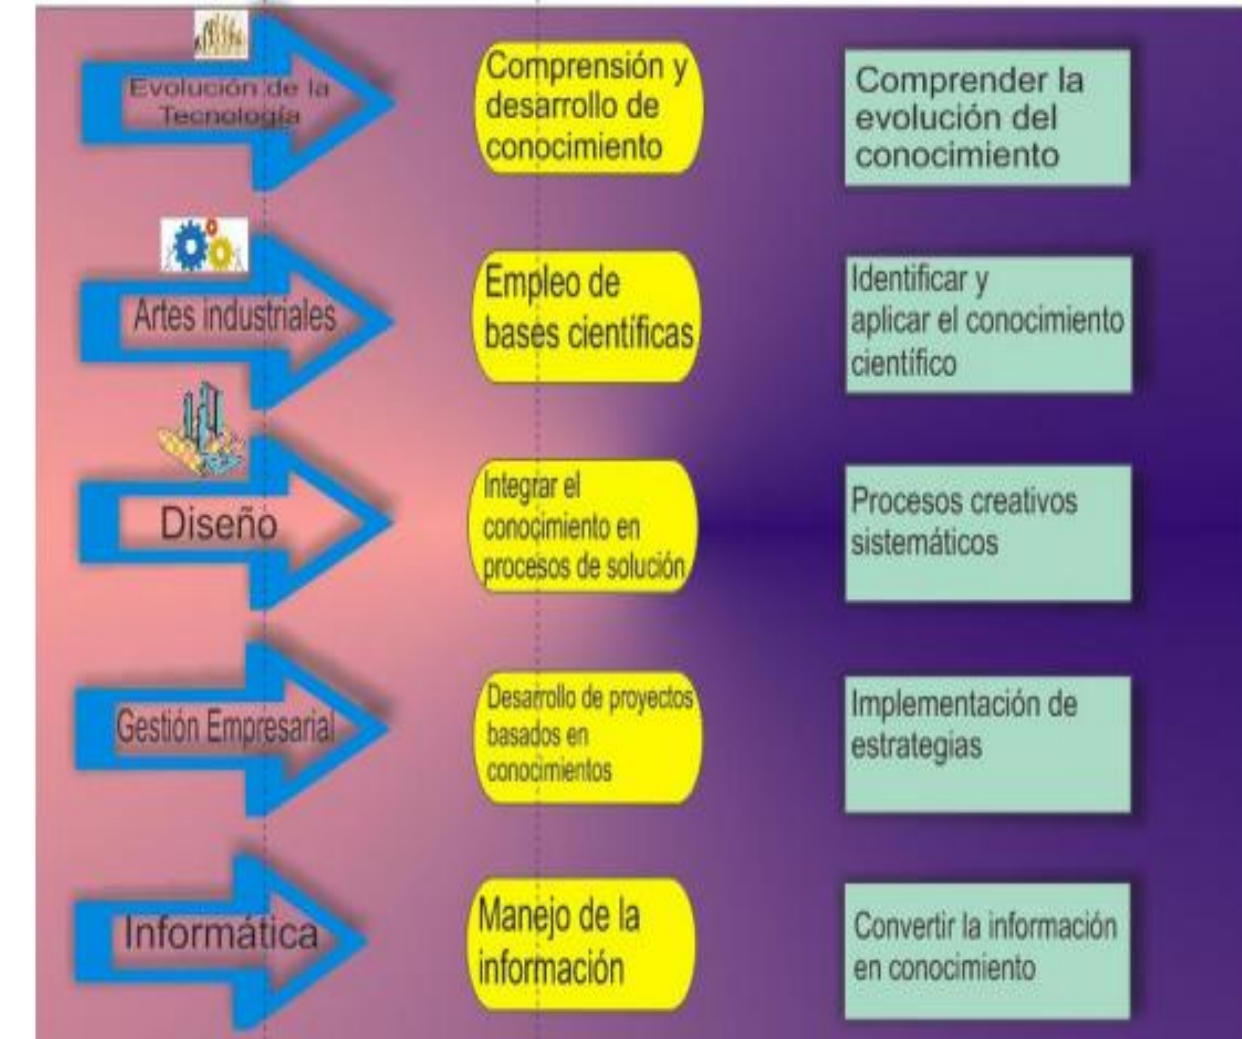 Evolución de la
Tecnología
Comprensión y
desarrollo de
conocimiento
Comprender la
evolución del
conocimiento
Artes industriales
Empleo de
bases científicas
Identificar y
aplicar el conocimiento
científico
Diseño
Integrar el
conocimiento en
procesos de solución
Procesos creativos
sistemáticos
Gestión Empresarial
Desarrollo de proyectos
basados en
conocimientos
Implementación de
estrategias
Informática
Manejo de la
información
Convertir la información
en conocimiento